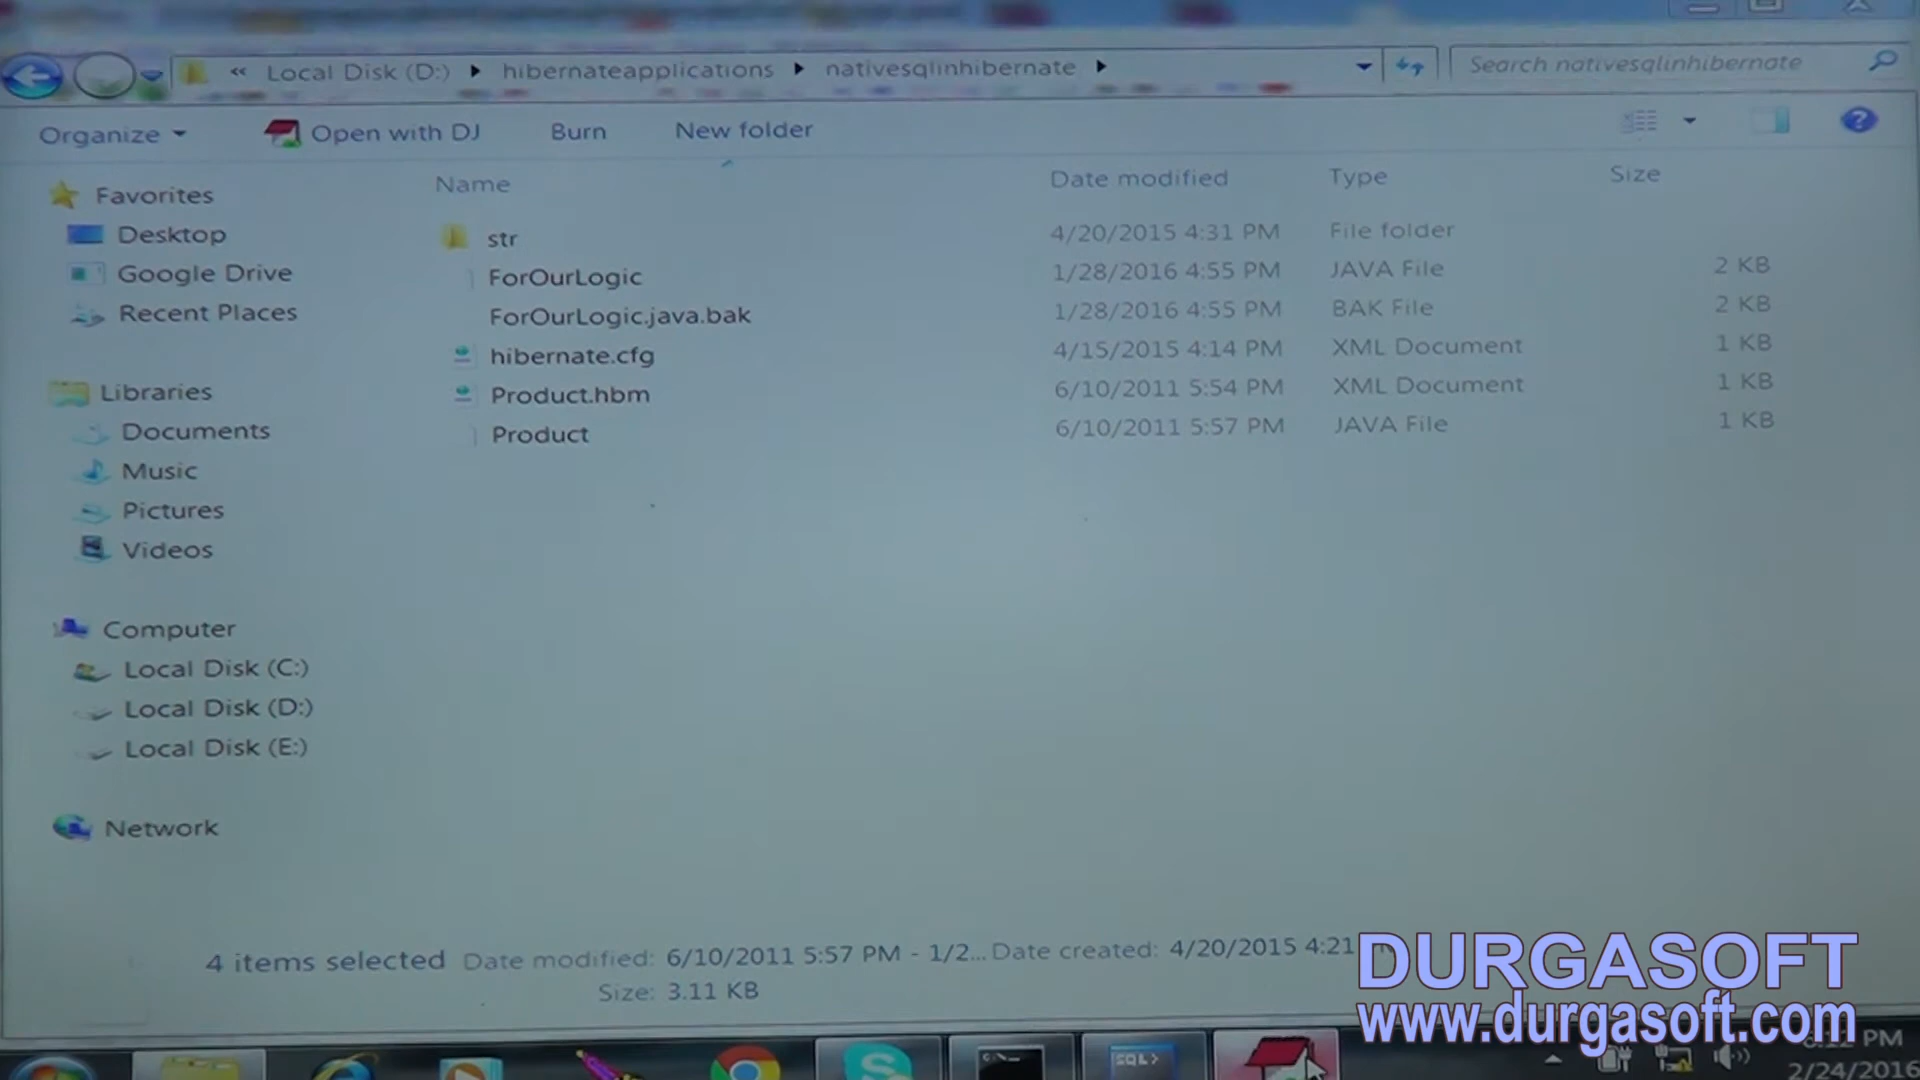 « Local Disk (D:) ▸ hibernateapplications ▸ nativesqlinhibernate ▸ Search nativesqlinhibernate
Organize Open with DJ Burn New folder
Name Date modified Type Size
Favorites
Desktop
Google Drive
Recent Places
Libraries
Documents
Music
Pictures
Videos
Computer
Local Disk (C:)
Local Disk (D:)
Local Disk (E:)
Network
str 4/20/2015 4:31 PM File folder
ForOurLogic 1/28/2016 4:55 PM JAVA File 2 KB
ForOurLogic.java.bak 1/28/2016 4:55 PM BAK File 2 KB
hibernate.cfg 4/15/2015 4:14 PM XML Document 1 KB
Product.hbm 6/10/2011 5:54 PM XML Document 1 KB
Product 6/10/2011 5:57 PM JAVA File 1 KB
4 items selected Date modified: 6/10/2011 5:57 PM - 1/2... Date created: 4/20/2015 4:21
Size: 3.11 KB
DURGASOFT
www.durgasoft.com
SQL>
PM
2/24/2016